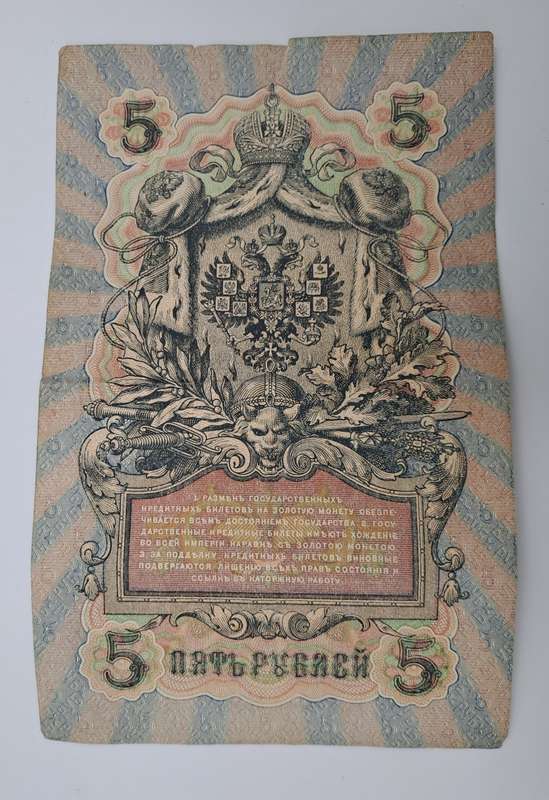 5 5
1. РАЗМѢНЪ ГОСУДАРСТВЕННЫХЪ
КРЕДИТНЫХЪ БИЛЕТОВЪ НА ЗОЛОТУЮ МОНЕТУ ОБЕЗПЕ-
ЧИВАЕТСЯ ВСѢМЪ ДОСТОЯНІЕМЪ ГОСУДАРСТВА. 2. ГОСУ-
ДАРСТВЕННЫЕ КРЕДИТНЫЕ БИЛЕТЫ ИМѢЮТЪ ХОЖДЕНІЕ
ВО ВСЕЙ ИМПЕРІИ НАРАВНѢ СЪ ЗОЛОТОЮ МОНЕТОЮ.
3. ЗА ПОДДѢЛКУ КРЕДИТНЫХЪ БИЛЕТОВЪ ВИНОВНЫЕ
ПОДВЕРГАЮТСЯ ЛИШЕНІЮ ВСѢХЪ ПРАВЪ СОСТОЯНІЯ И
ССЫЛКѢ ВЪ КАТОРЖНУЮ РАБОТУ.
5 ПЯТЬ РУБЛЕЙ 5